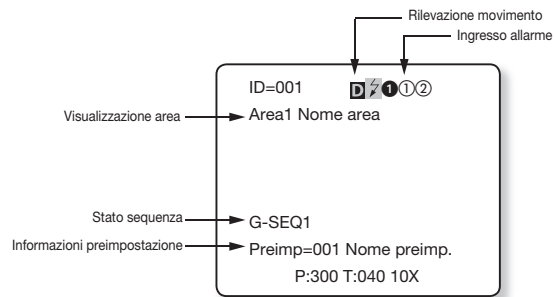 Rilevazione movimento
Ingresso allarme
ID=001 D ❶①②
Visualizzazione area
Area1 Nome area
Stato sequenza
G-SEQ1
Informazioni preimpostazione
Preimp=001 Nome preimp.
P:300 T:040 10X